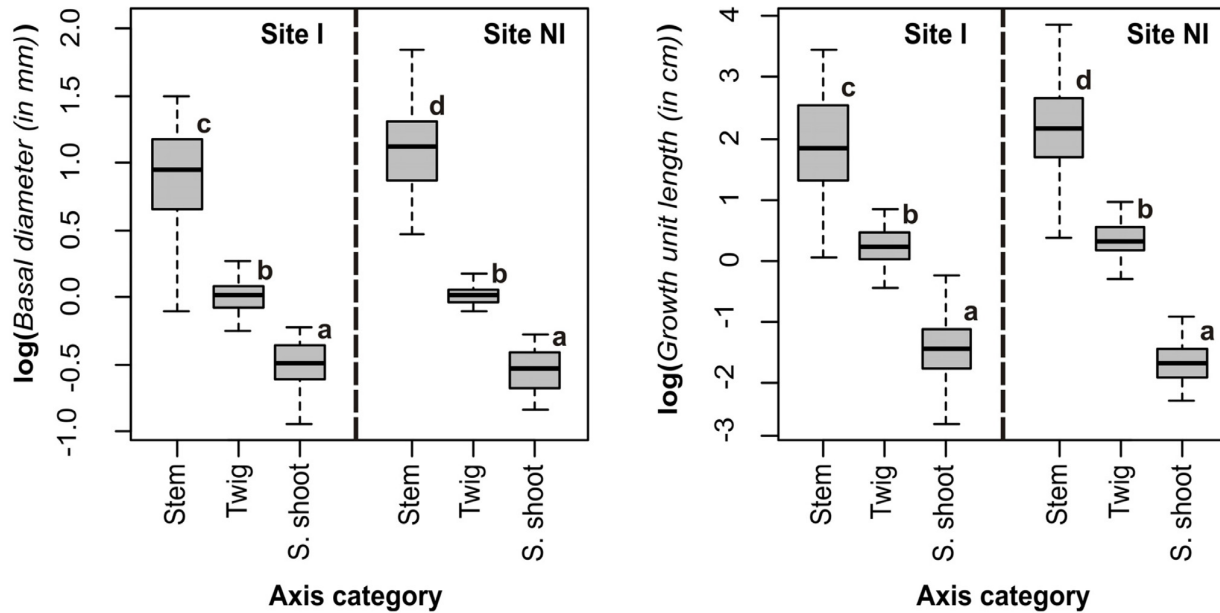 log(Basal diameter (in mm))
2.0
1.5
1.0
0.5
0.0
-0.5
-1.0
Site I
Site NI
c
b
a
d
b
a
Stem
Twig
S. shoot
Stem
Twig
S. shoot
Axis category
log(Growth unit length (in cm))
4
3
2
1
0
-1
-2
-3
Site I
Site NI
c
b
a
d
b
a
Stem
Twig
S. shoot
Stem
Twig
S. shoot
Axis category